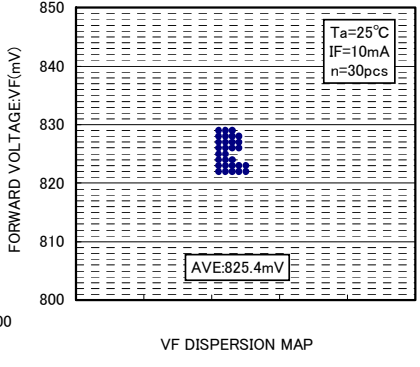 850
840
830
820
810
800
FORWARD VOLTAGE:VF(mV)
Ta=25℃
IF=10mA
n=30pcs
AVE:825.4mV
00
VF DISPERSION MAP